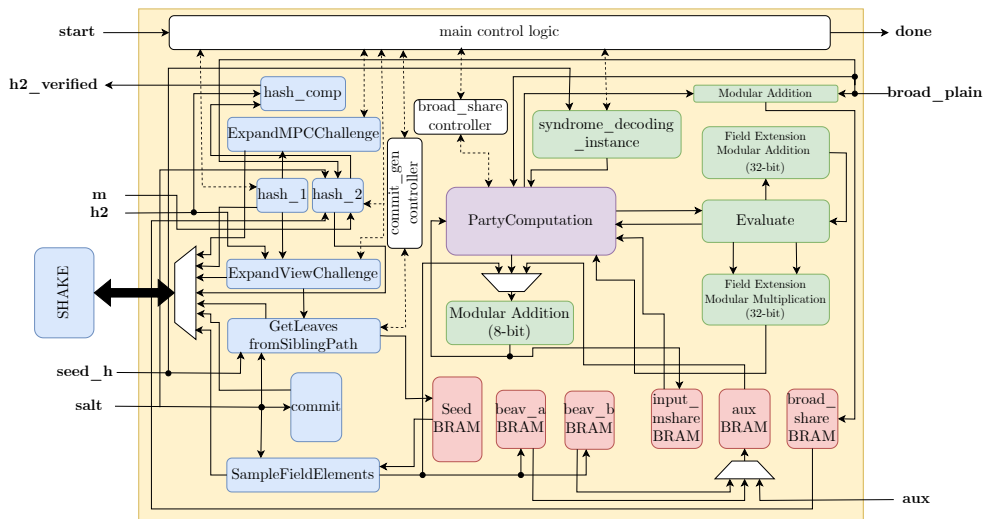 start
main control logic
done
h2_verified
hash_comp
broad_share
controller
Modular Addition
broad_plain
ExpandMPCChallenge
syndrome_decoding
_instance
Field Extension
Modular Addition
(32-bit)
commit_gen
controller
m
h2
hash_1
hash_2
PartyComputation
Evaluate
SHAKE
ExpandViewChallenge
Field Extension
Modular Multiplication
(32-bit)
GetLeaves
fromSiblingPath
Modular Addition
(8-bit)
seed_h
salt
commit
Seed
BRAM
beav_a
BRAM
beav_b
BRAM
input_
mshare
BRAM
aux
BRAM
broad_
share
BRAM
SampleFieldElements
aux